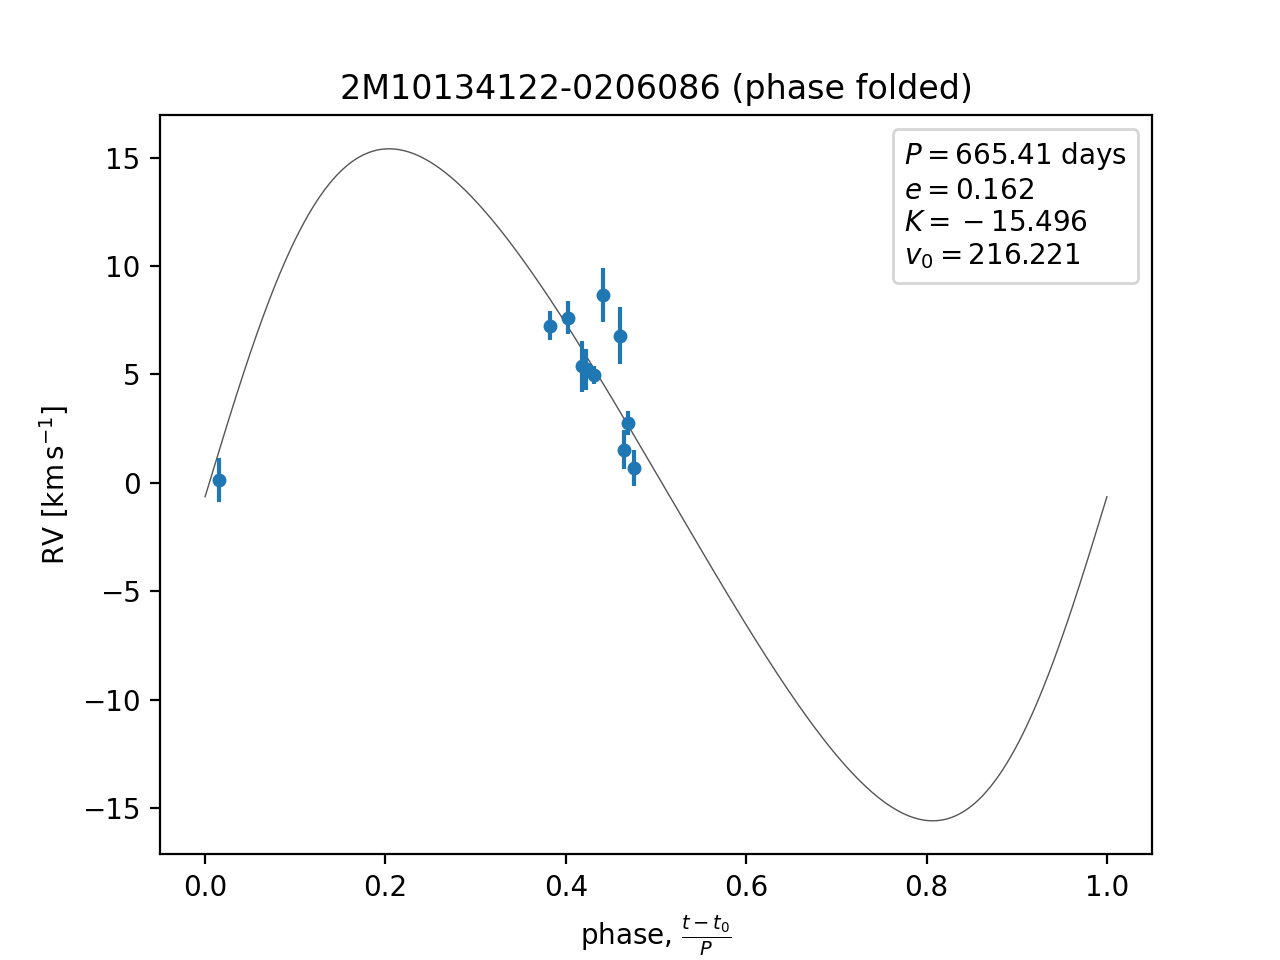 2M10134122-0206086 (phase folded)
P = 665.41 days
e = 0.162
K = −15.496
v₀ = 216.221
15
10
5
0
−5
−10
−15
RV [km s⁻¹]
0.0 0.2 0.4 0.6 0.8 1.0
phase, (t − t₀)/P